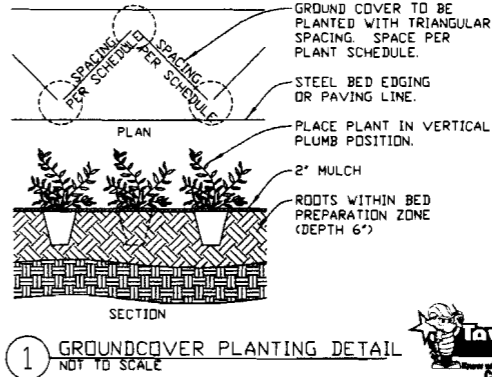 GROUND COVER TO BE
PLANTED WITH TRIANGULAR
SPACING. SPACE PER
PLANT SCHEDULE.
SPACING
PER SCHEDULE
SPACING
PER SCHEDULE
STEEL BED EDGING
OR PAVING LINE.
PLAN
PLACE PLANT IN VERTICAL
PLUMB POSITION.
2" MULCH
ROOTS WITHIN BED
PREPARATION ZONE
(DEPTH 6")
SECTION
1 GROUNDCOVER PLANTING DETAIL
NOT TO SCALE